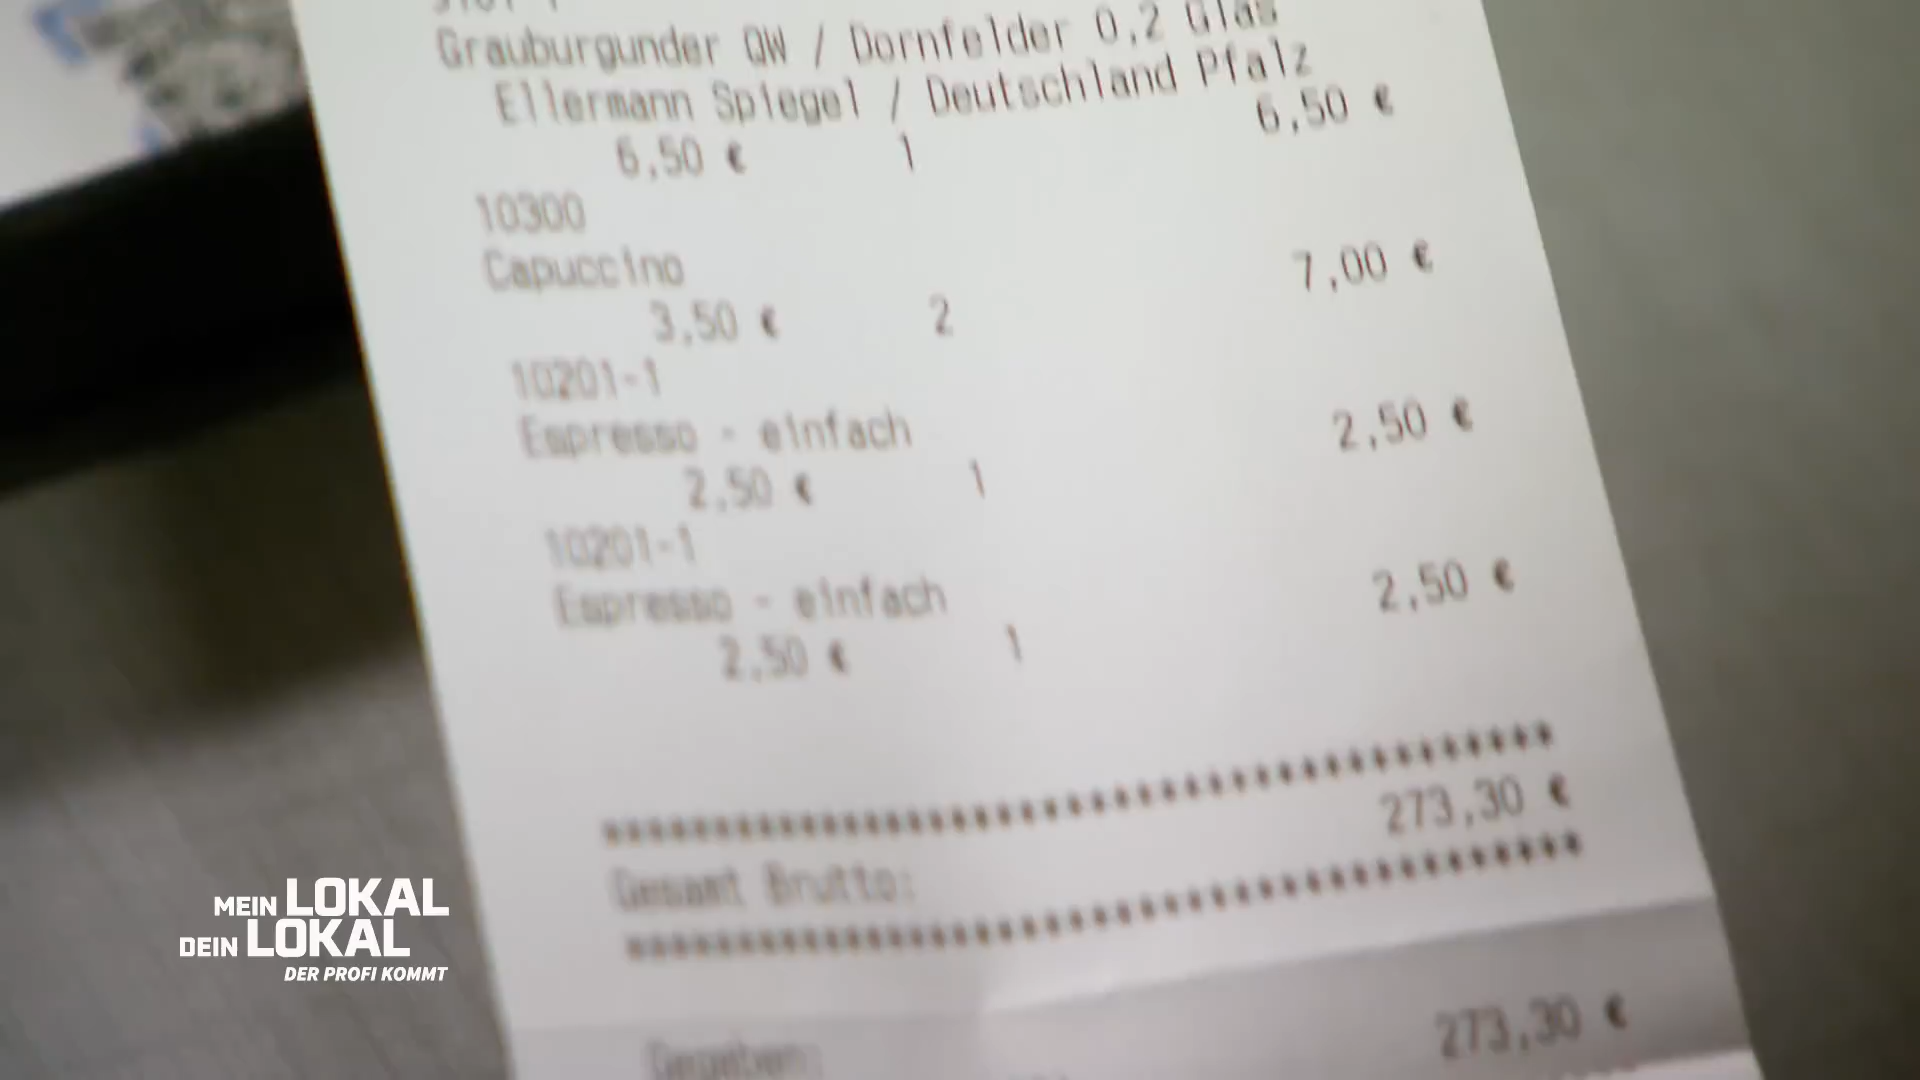 Grauburgunder QW / Dornfelder 0,2 Glas
Ellermann Spiegel / Deutschland Pfalz
6,50 € 1 6,50 €
10300
Capuccino
3,50 € 2 7,00 €
10201-1
Espresso - einfach
2,50 € 1 2,50 €
10201-1
Espresso - einfach
2,50 € 1 2,50 €
Gesamt Brutto: 273,30 €
Gegeben: 273,30 €
MEIN LOKAL
DEIN LOKAL
DER PROFI KOMMT